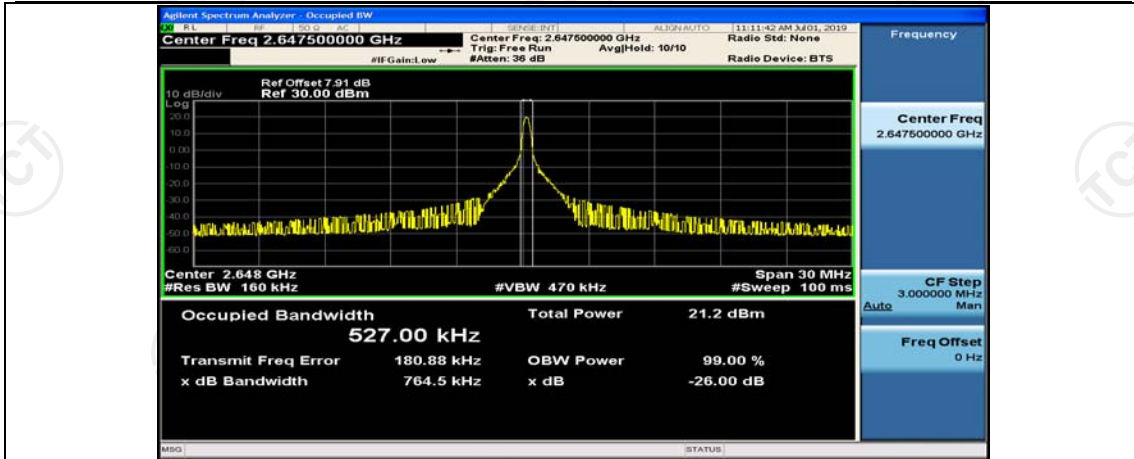 Agilent Spectrum Analyzer - Occupied BW
RL RF 50 Ω AC SENSE:INT ALIGN AUTO 11:11:42 AM Jul 01, 2019
Center Freq 2.647500000 GHz
Center Freq: 2.647500000 GHz
Radio Std: None
Trig: Free Run Avg|Hold: 10/10
#IFGain:Low #Atten: 36 dB Radio Device: BTS
Ref Offset 7.91 dB
10 dB/div Ref 30.00 dBm
Log
20.0
10.0
0.00
-10.0
-20.0
-30.0
-40.0
-50.0
-60.0
Center 2.648 GHz Span 30 MHz
#Res BW 160 kHz #VBW 470 kHz #Sweep 100 ms
Occupied Bandwidth Total Power 21.2 dBm
527.00 kHz
Transmit Freq Error 180.88 kHz OBW Power 99.00 %
x dB Bandwidth 764.5 kHz x dB -26.00 dB
MSG STATUS
Frequency
Center Freq
2.647500000 GHz
CF Step
3.000000 MHz
Auto Man
Freq Offset
0 Hz
TCT